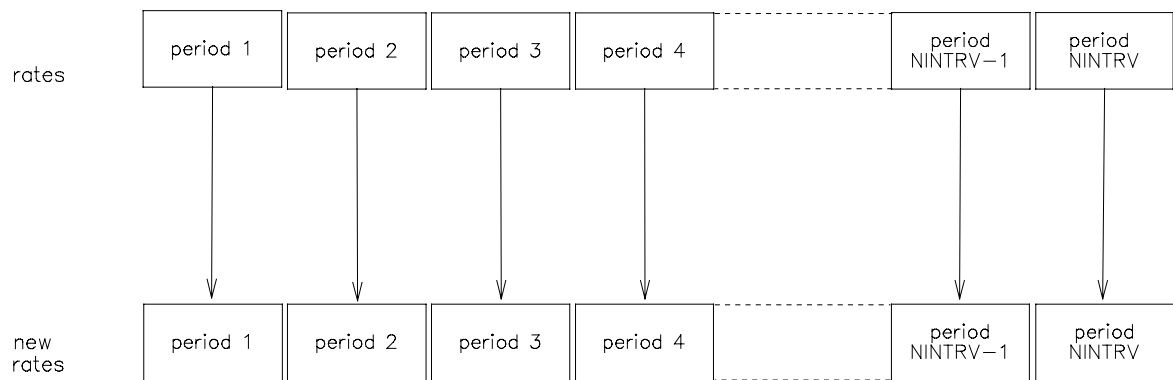 rates
period 1
period 2
period 3
period 4
period
NINTRV-1
period
NINTRV
new
rates
period 1
period 2
period 3
period 4
period
NINTRV-1
period
NINTRV